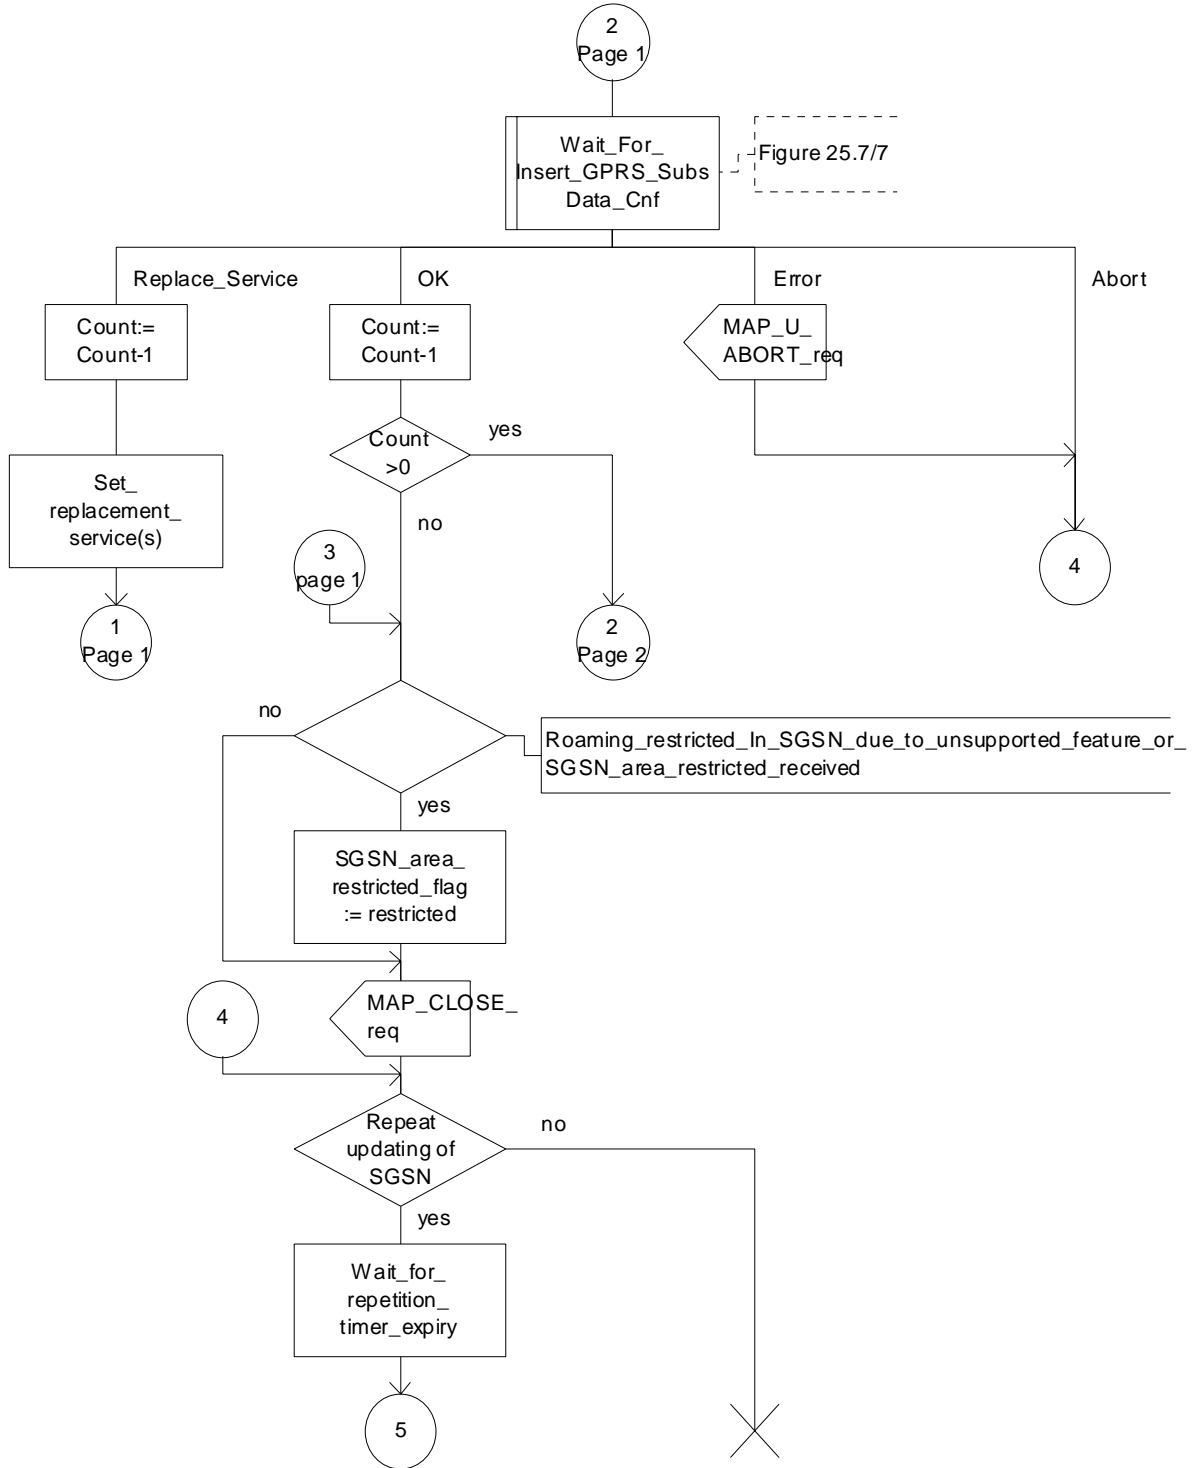 2
Page 1
Wait_For_
Insert_GPRS_Subs
Data_Cnf
Figure 25.7/7
Replace_Service
OK
Error
Abort
Count:=
Count-1
Count:=
Count-1
MAP_U_
ABORT_req
Count
>0
yes
no
Set_
replacement_
service(s)
3
page 1
4
1
Page 1
2
Page 2
no
Roaming_restricted_In_SGSN_due_to_unsupported_feature_or_
SGSN_area_restricted_received
yes
SGSN_area_
restricted_flag
:= restricted
4
MAP_CLOSE_
req
Repeat
updating of
SGSN
no
yes
Wait_for_
repetition_
timer_expiry
5